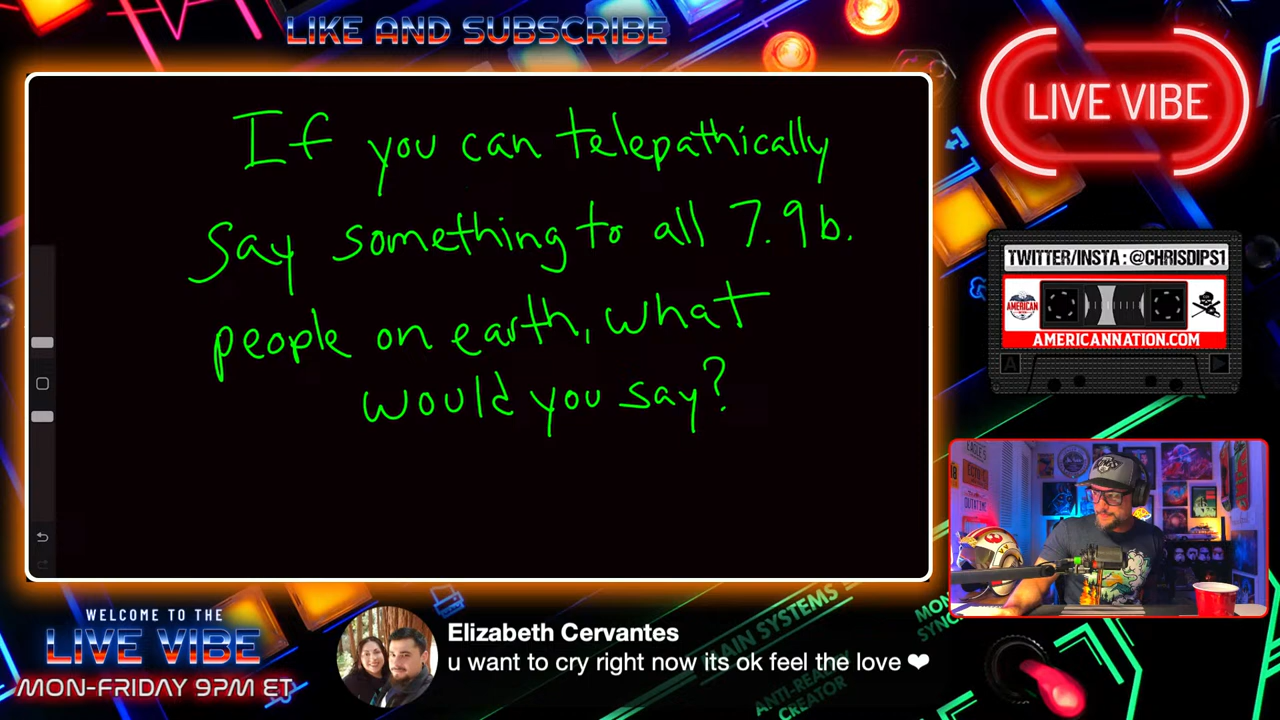 LIKE AND SUBSCRIBE
LIVE VIBE
If you can telepathically
say something to all 7.9b.
people on earth, what
would you say?
TWITTER/INSTA : @CHRISDIPS1
AMERICAN
AMERICANNATION.COM
A
WELCOME TO THE
LIVE VIBE
MON-FRIDAY 9PM ET
Elizabeth Cervantes
u want to cry right now its ok feel the love ❤